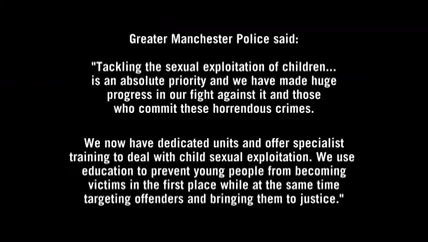 Greater Manchester Police said:
"Tackling the sexual exploitation of children...
is an absolute priority and we have made huge
progress in our fight against it and those
who commit these horrendous crimes.
We now have dedicated units and offer specialist
training to deal with child sexual exploitation. We use
education to prevent young people from becoming
victims in the first place while at the same time
targeting offenders and bringing them to justice."